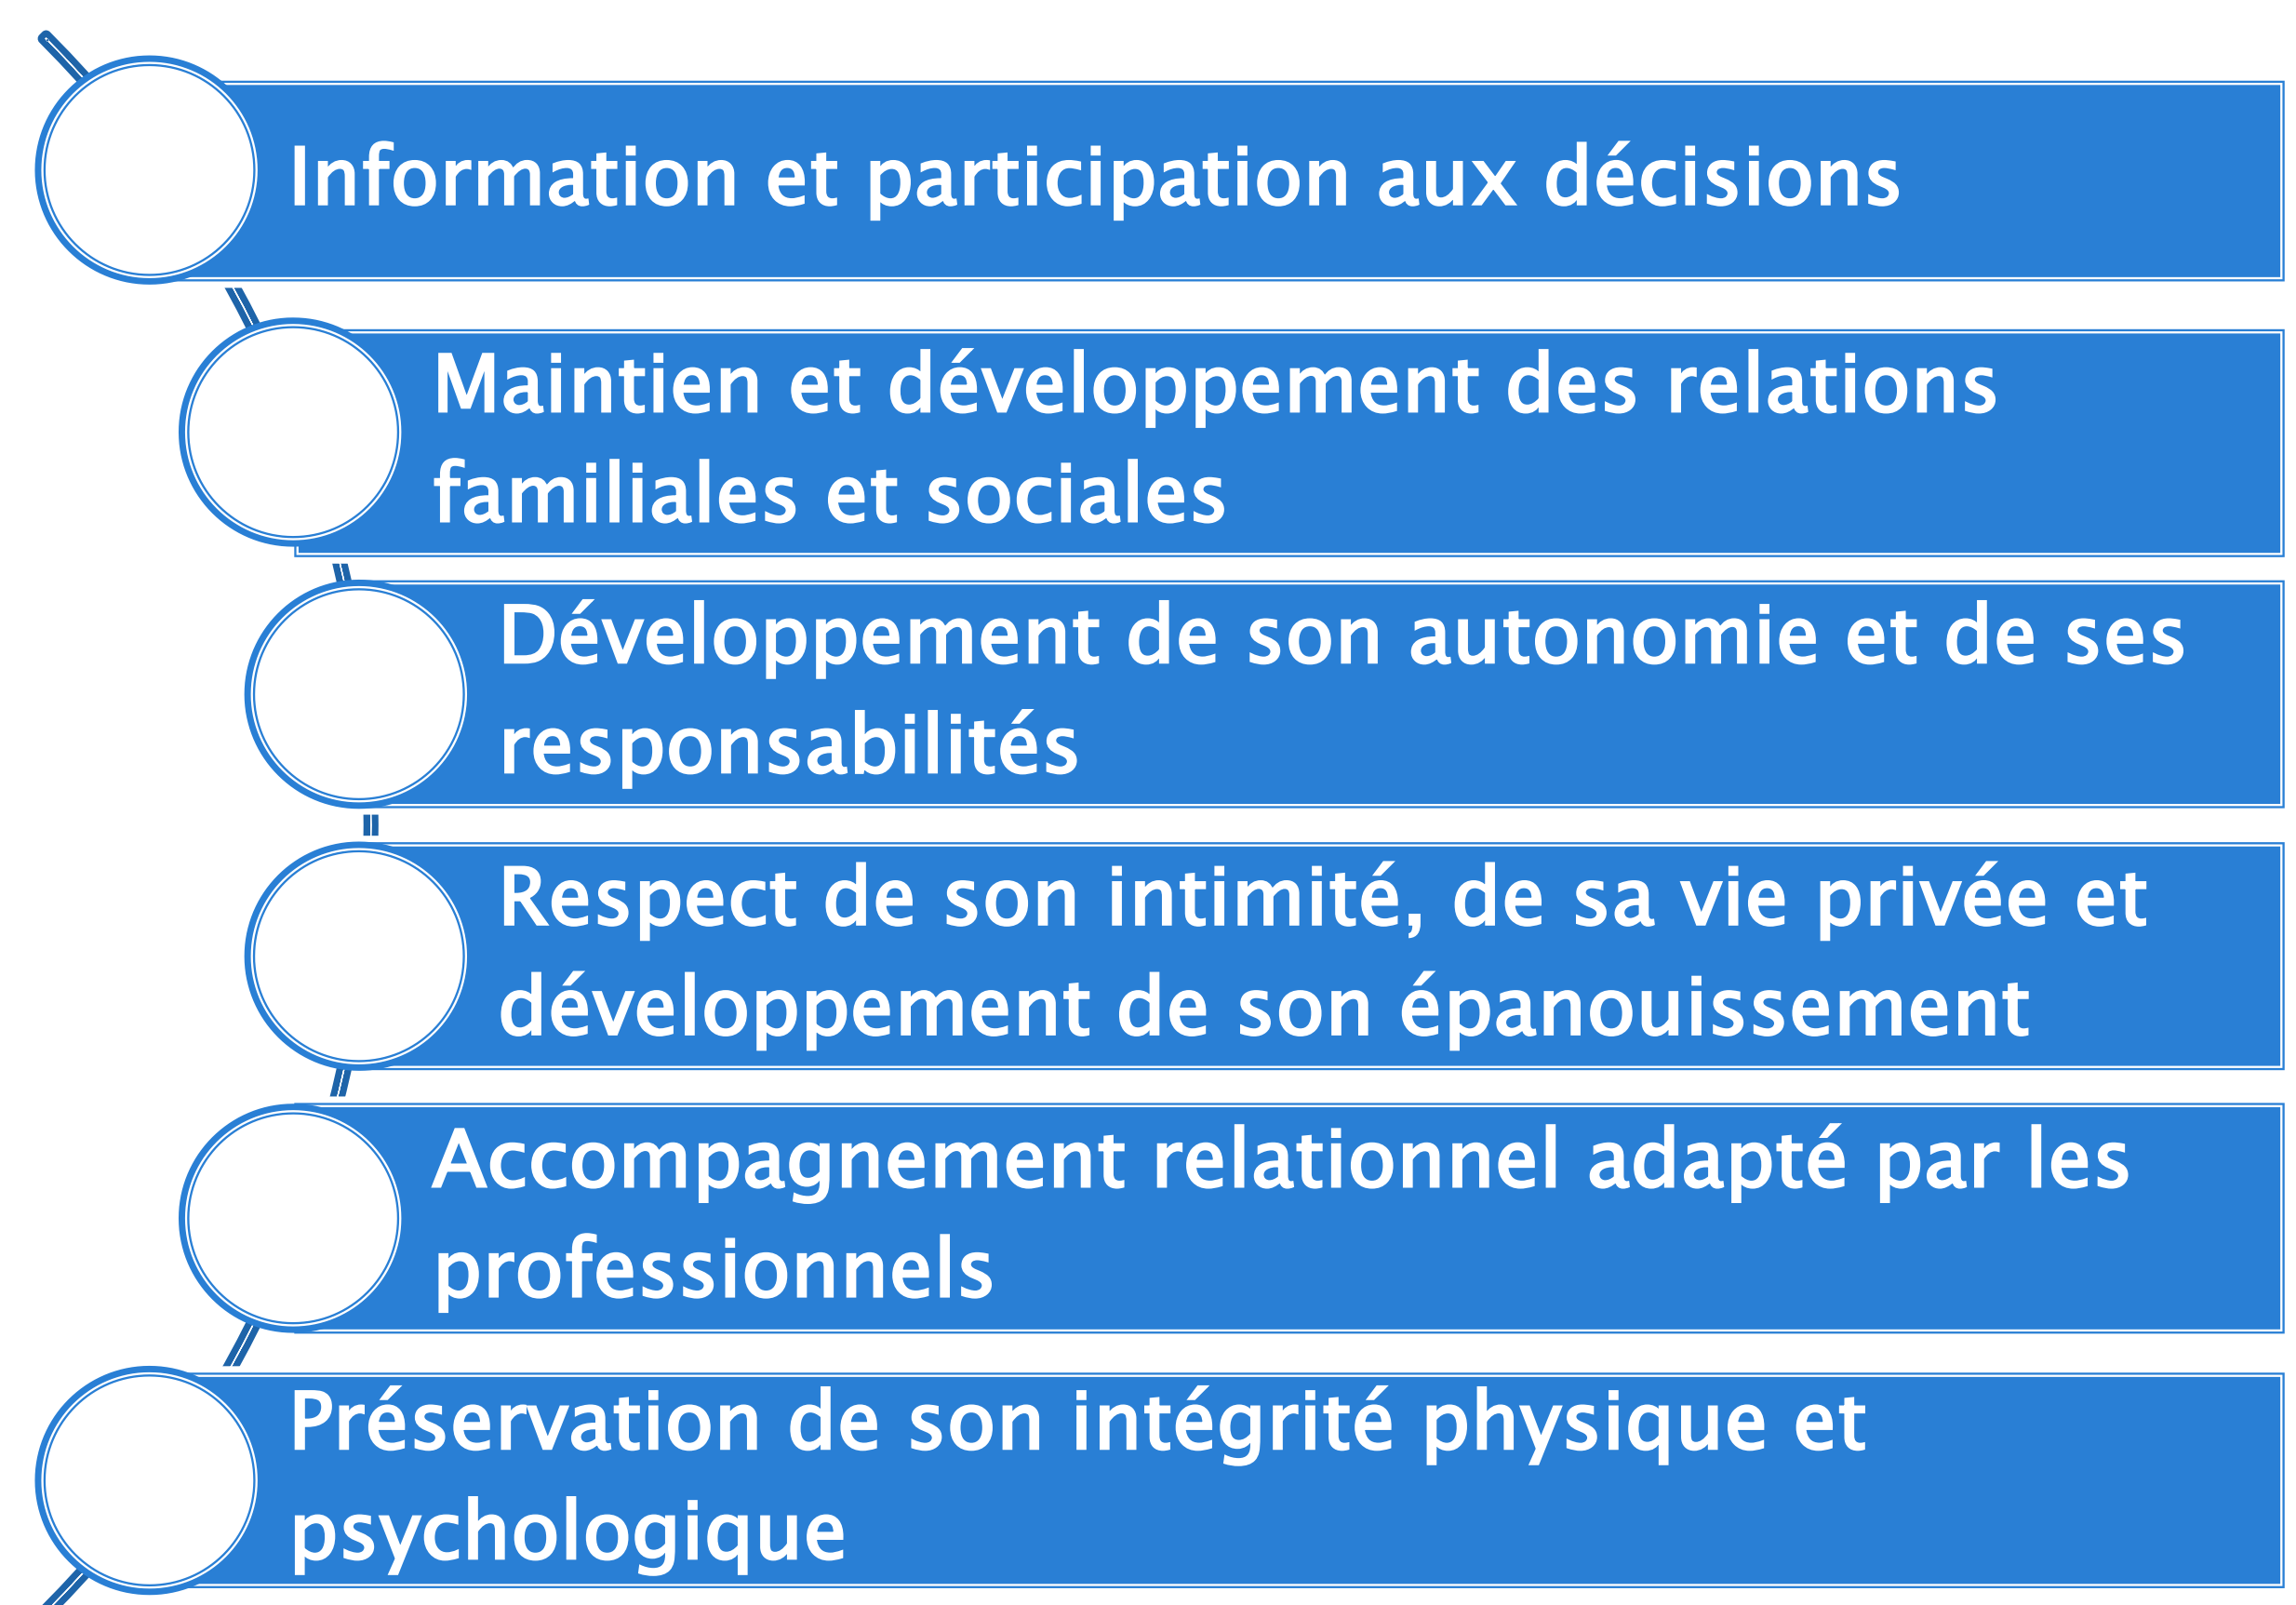 Information et participation aux décisions
Maintien et développement des relations
familiales et sociales
Développement de son autonomie et de ses
responsabilités
Respect de son intimité, de sa vie privée et
développement de son épanouissement
Accompagnement relationnel adapté par les
professionnels
Préservation de son intégrité physique et
psychologique